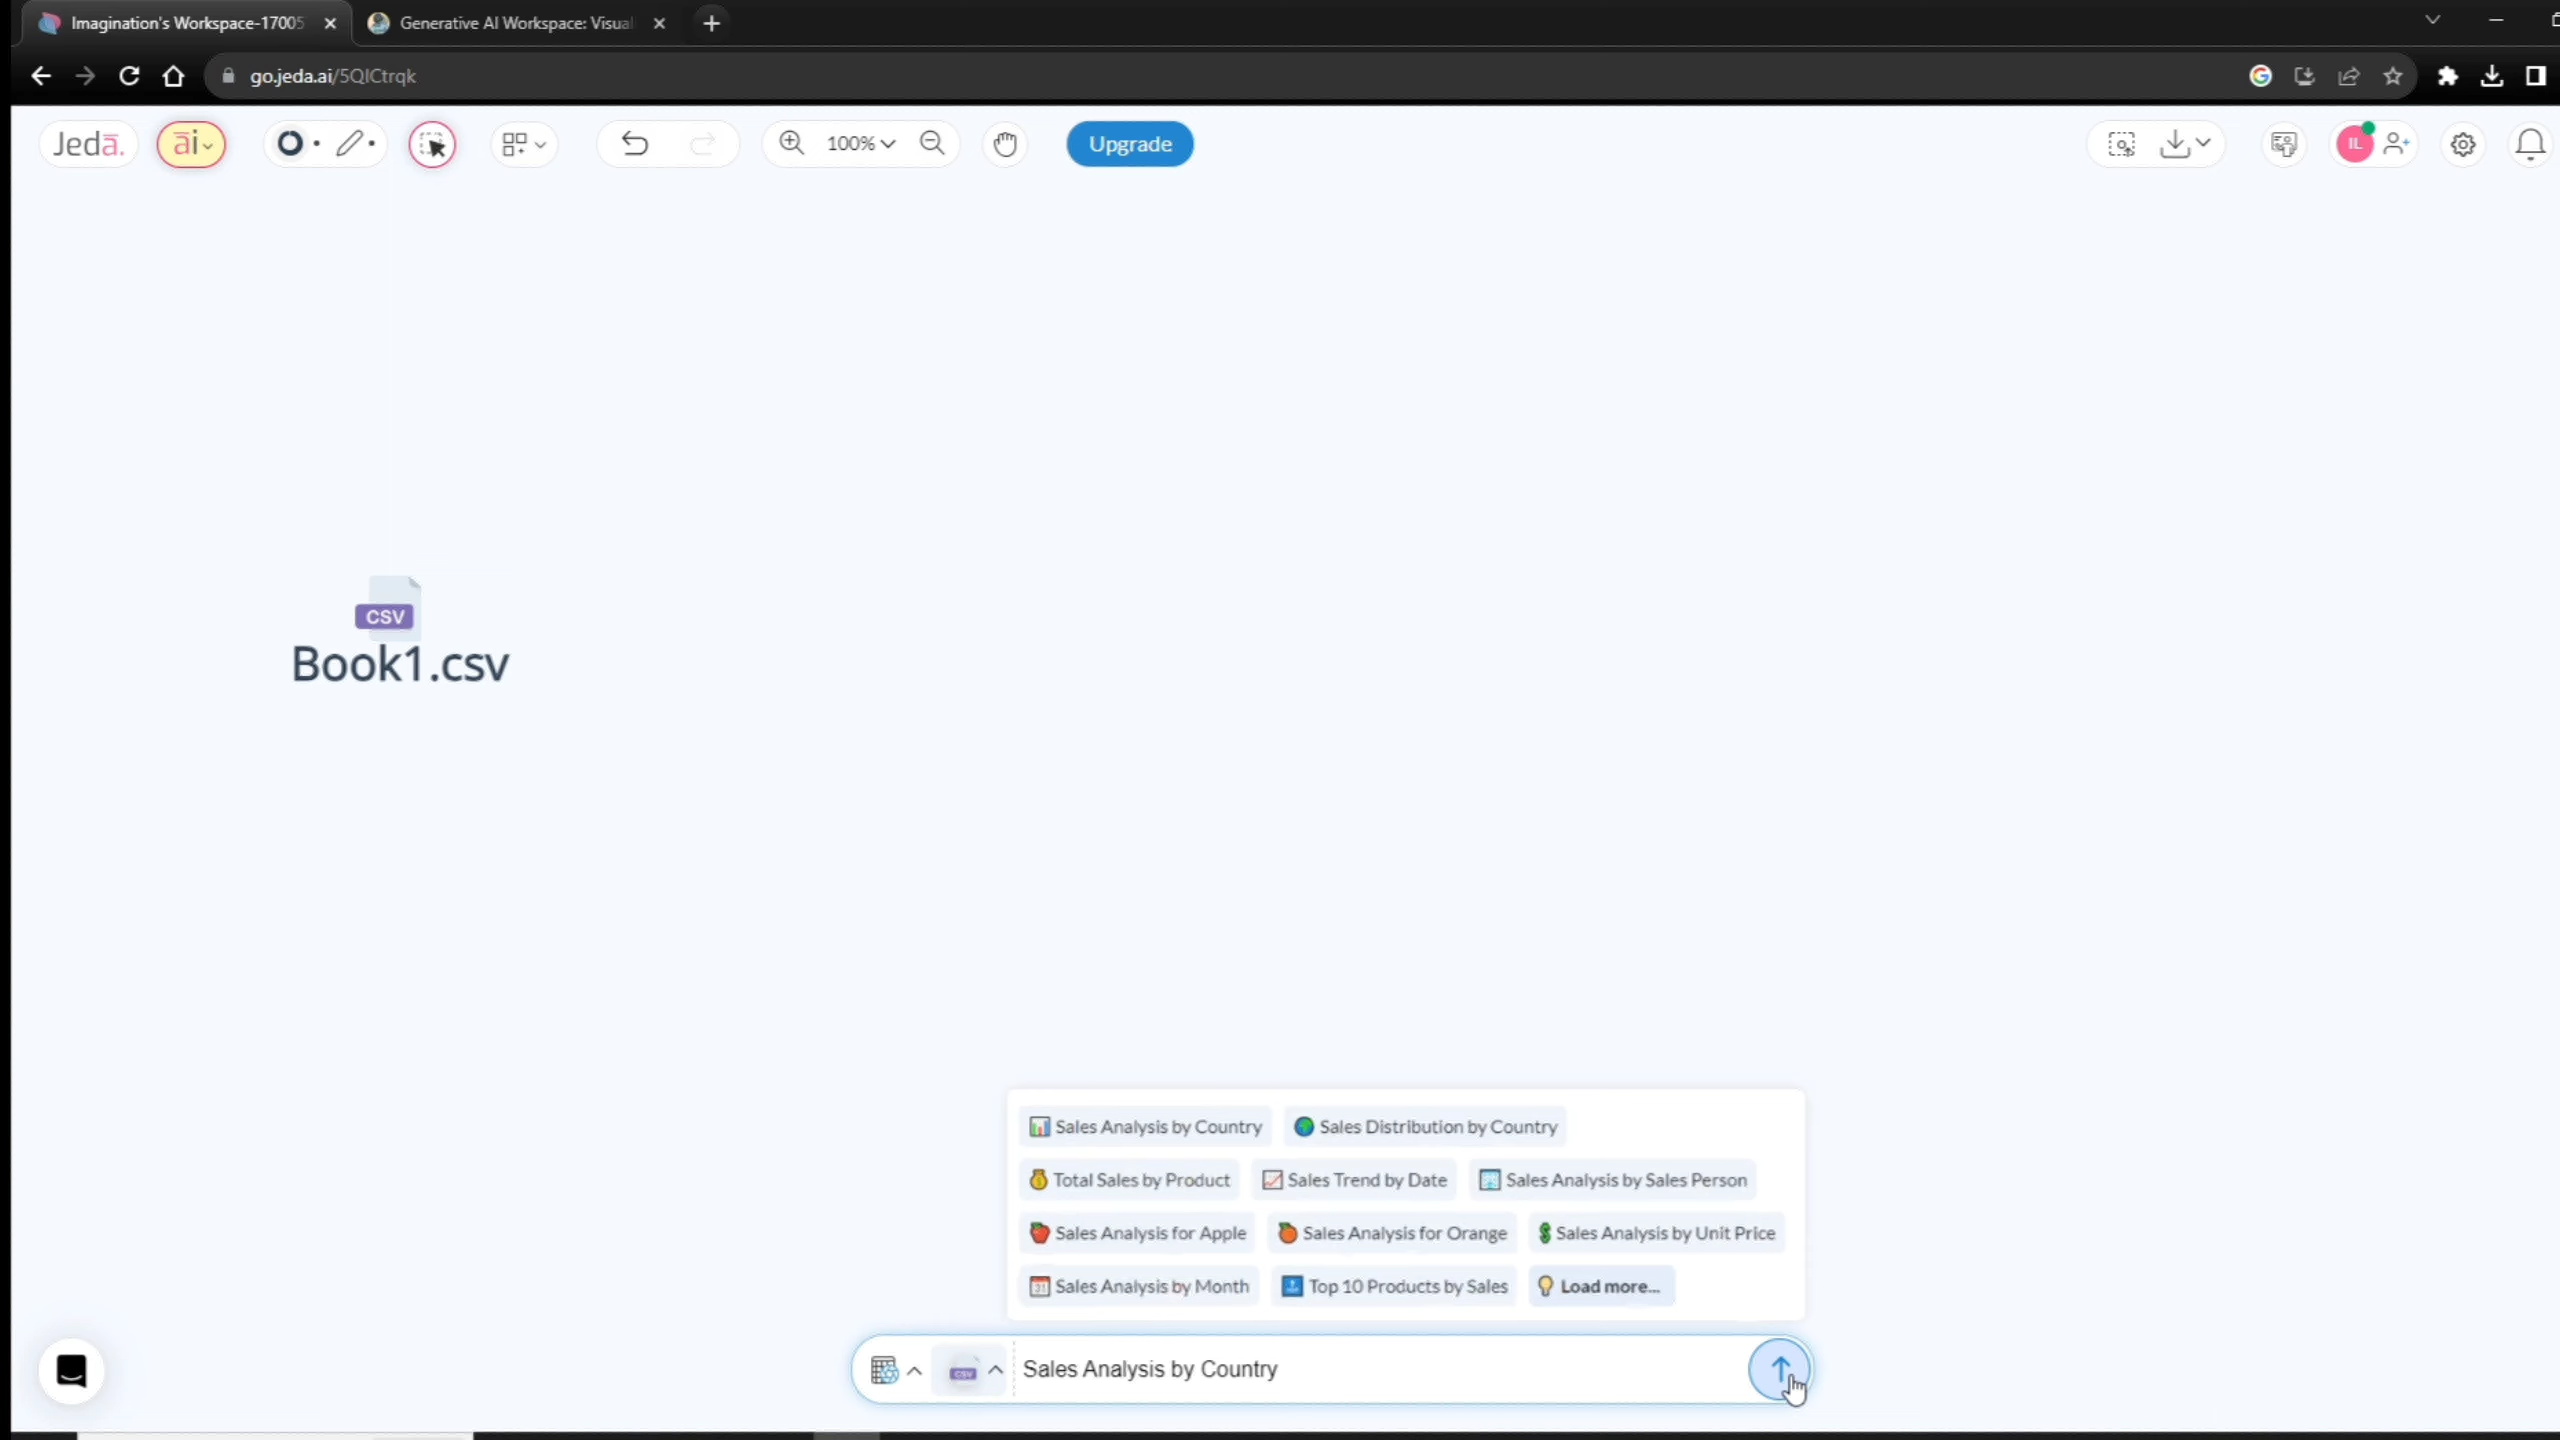 Imagination's Workspace-17005
Generative AI Workspace: Visual
go.jeda.ai/5QICtrqk
Jedā.
āi
100%
Upgrade
IL
CSV
Book1.csv
Sales Analysis by Country
Sales Distribution by Country
Total Sales by Product
Sales Trend by Date
Sales Analysis by Sales Person
Sales Analysis for Apple
Sales Analysis for Orange
Sales Analysis by Unit Price
Sales Analysis by Month
Top 10 Products by Sales
Load more...
CSV
Sales Analysis by Country